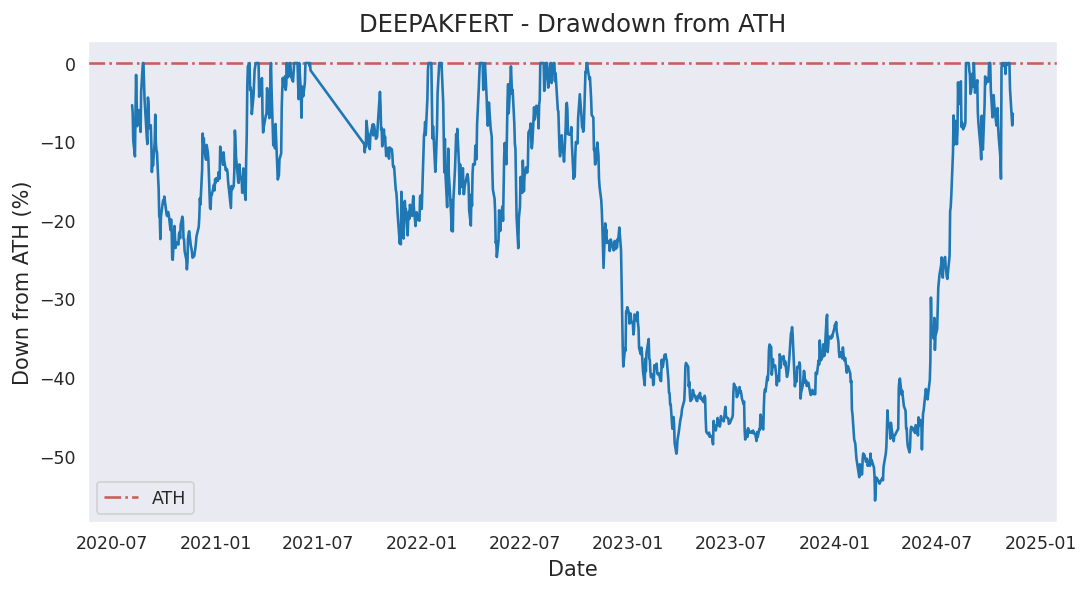 DEEPAKFERT - Drawdown from ATH
Down from ATH (%)
0
−10
−20
−30
−40
−50
ATH
2020-07 2021-01 2021-07 2022-01 2022-07 2023-01 2023-07 2024-01 2024-07 2025-01
Date